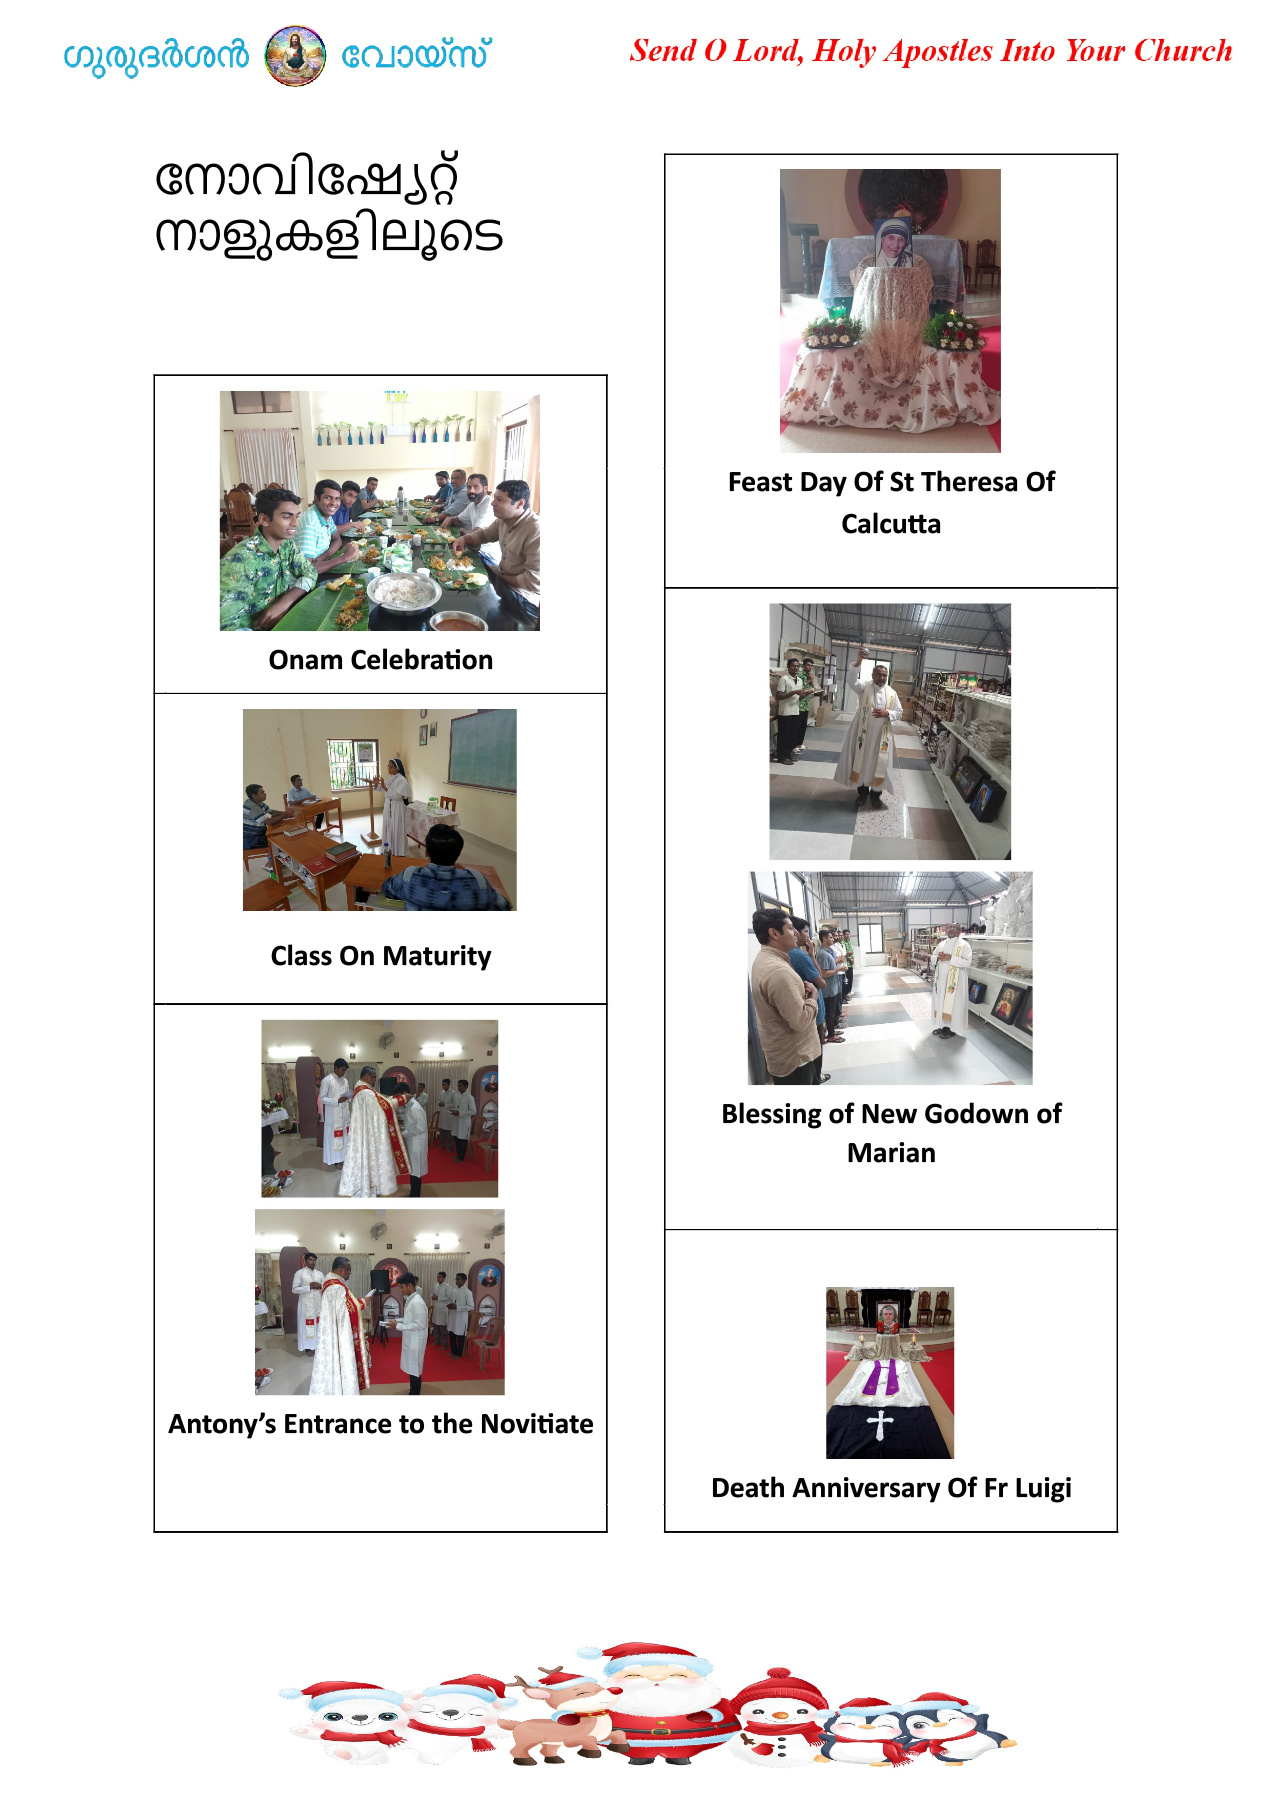 ഗുരുദർശൻ വോയ്സ്
Send O Lord, Holy Apostles Into Your Church
നോവിഷ്യേറ്റ്
നാളുകളിലൂടെ
Onam Celebration
Class On Maturity
Antony’s Entrance to the Novitiate
Feast Day Of St Theresa Of
Calcutta
Blessing of New Godown of
Marian
Death Anniversary Of Fr Luigi